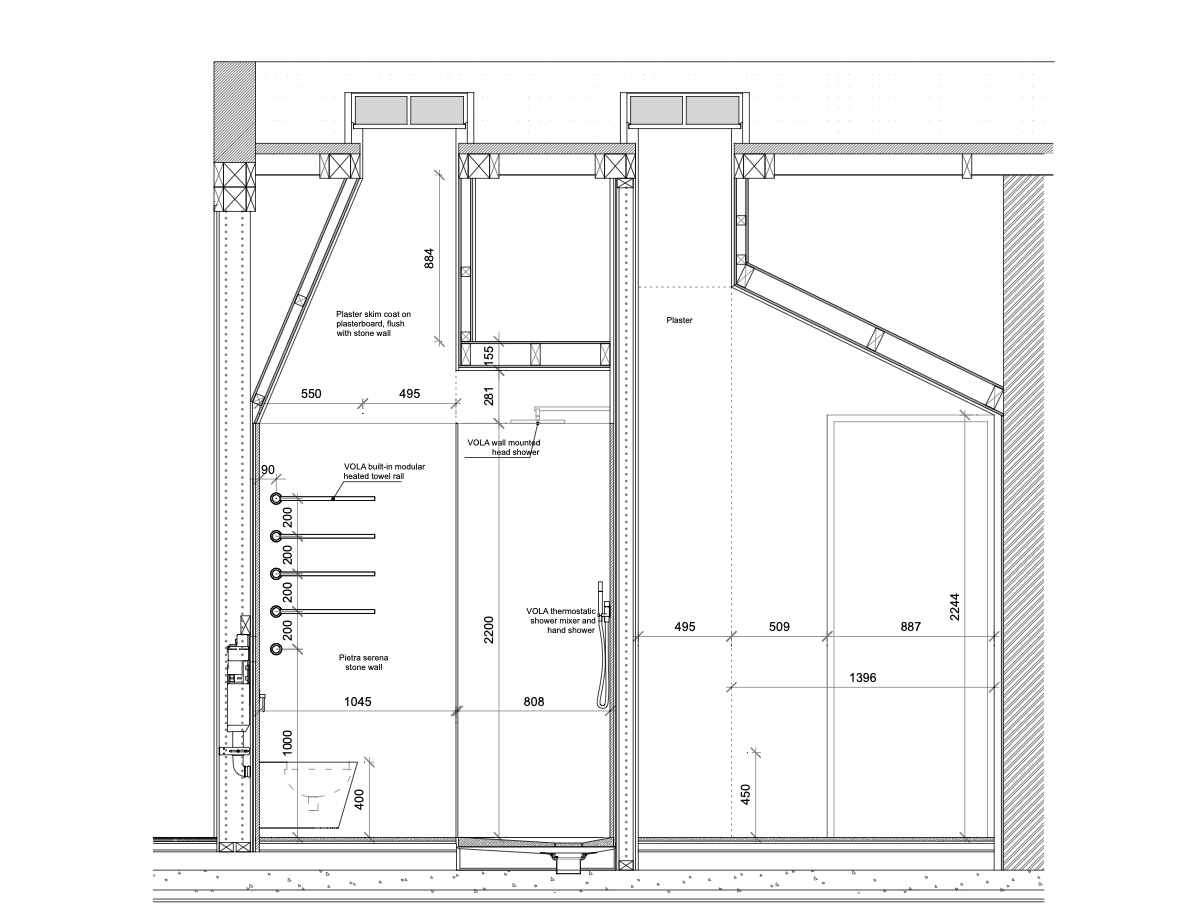 884
Plaster skim coat on
plasterboard, flush
with stone wall
Plaster
155
550
495
281
VOLA wall mounted
head shower
90
VOLA built-in modular
heated towel rail
200
200
200
200
VOLA thermostatic
shower mixer and
hand shower
2200
495
509
887
2244
Pietra serena
stone wall
1396
1045
808
1000
400
450